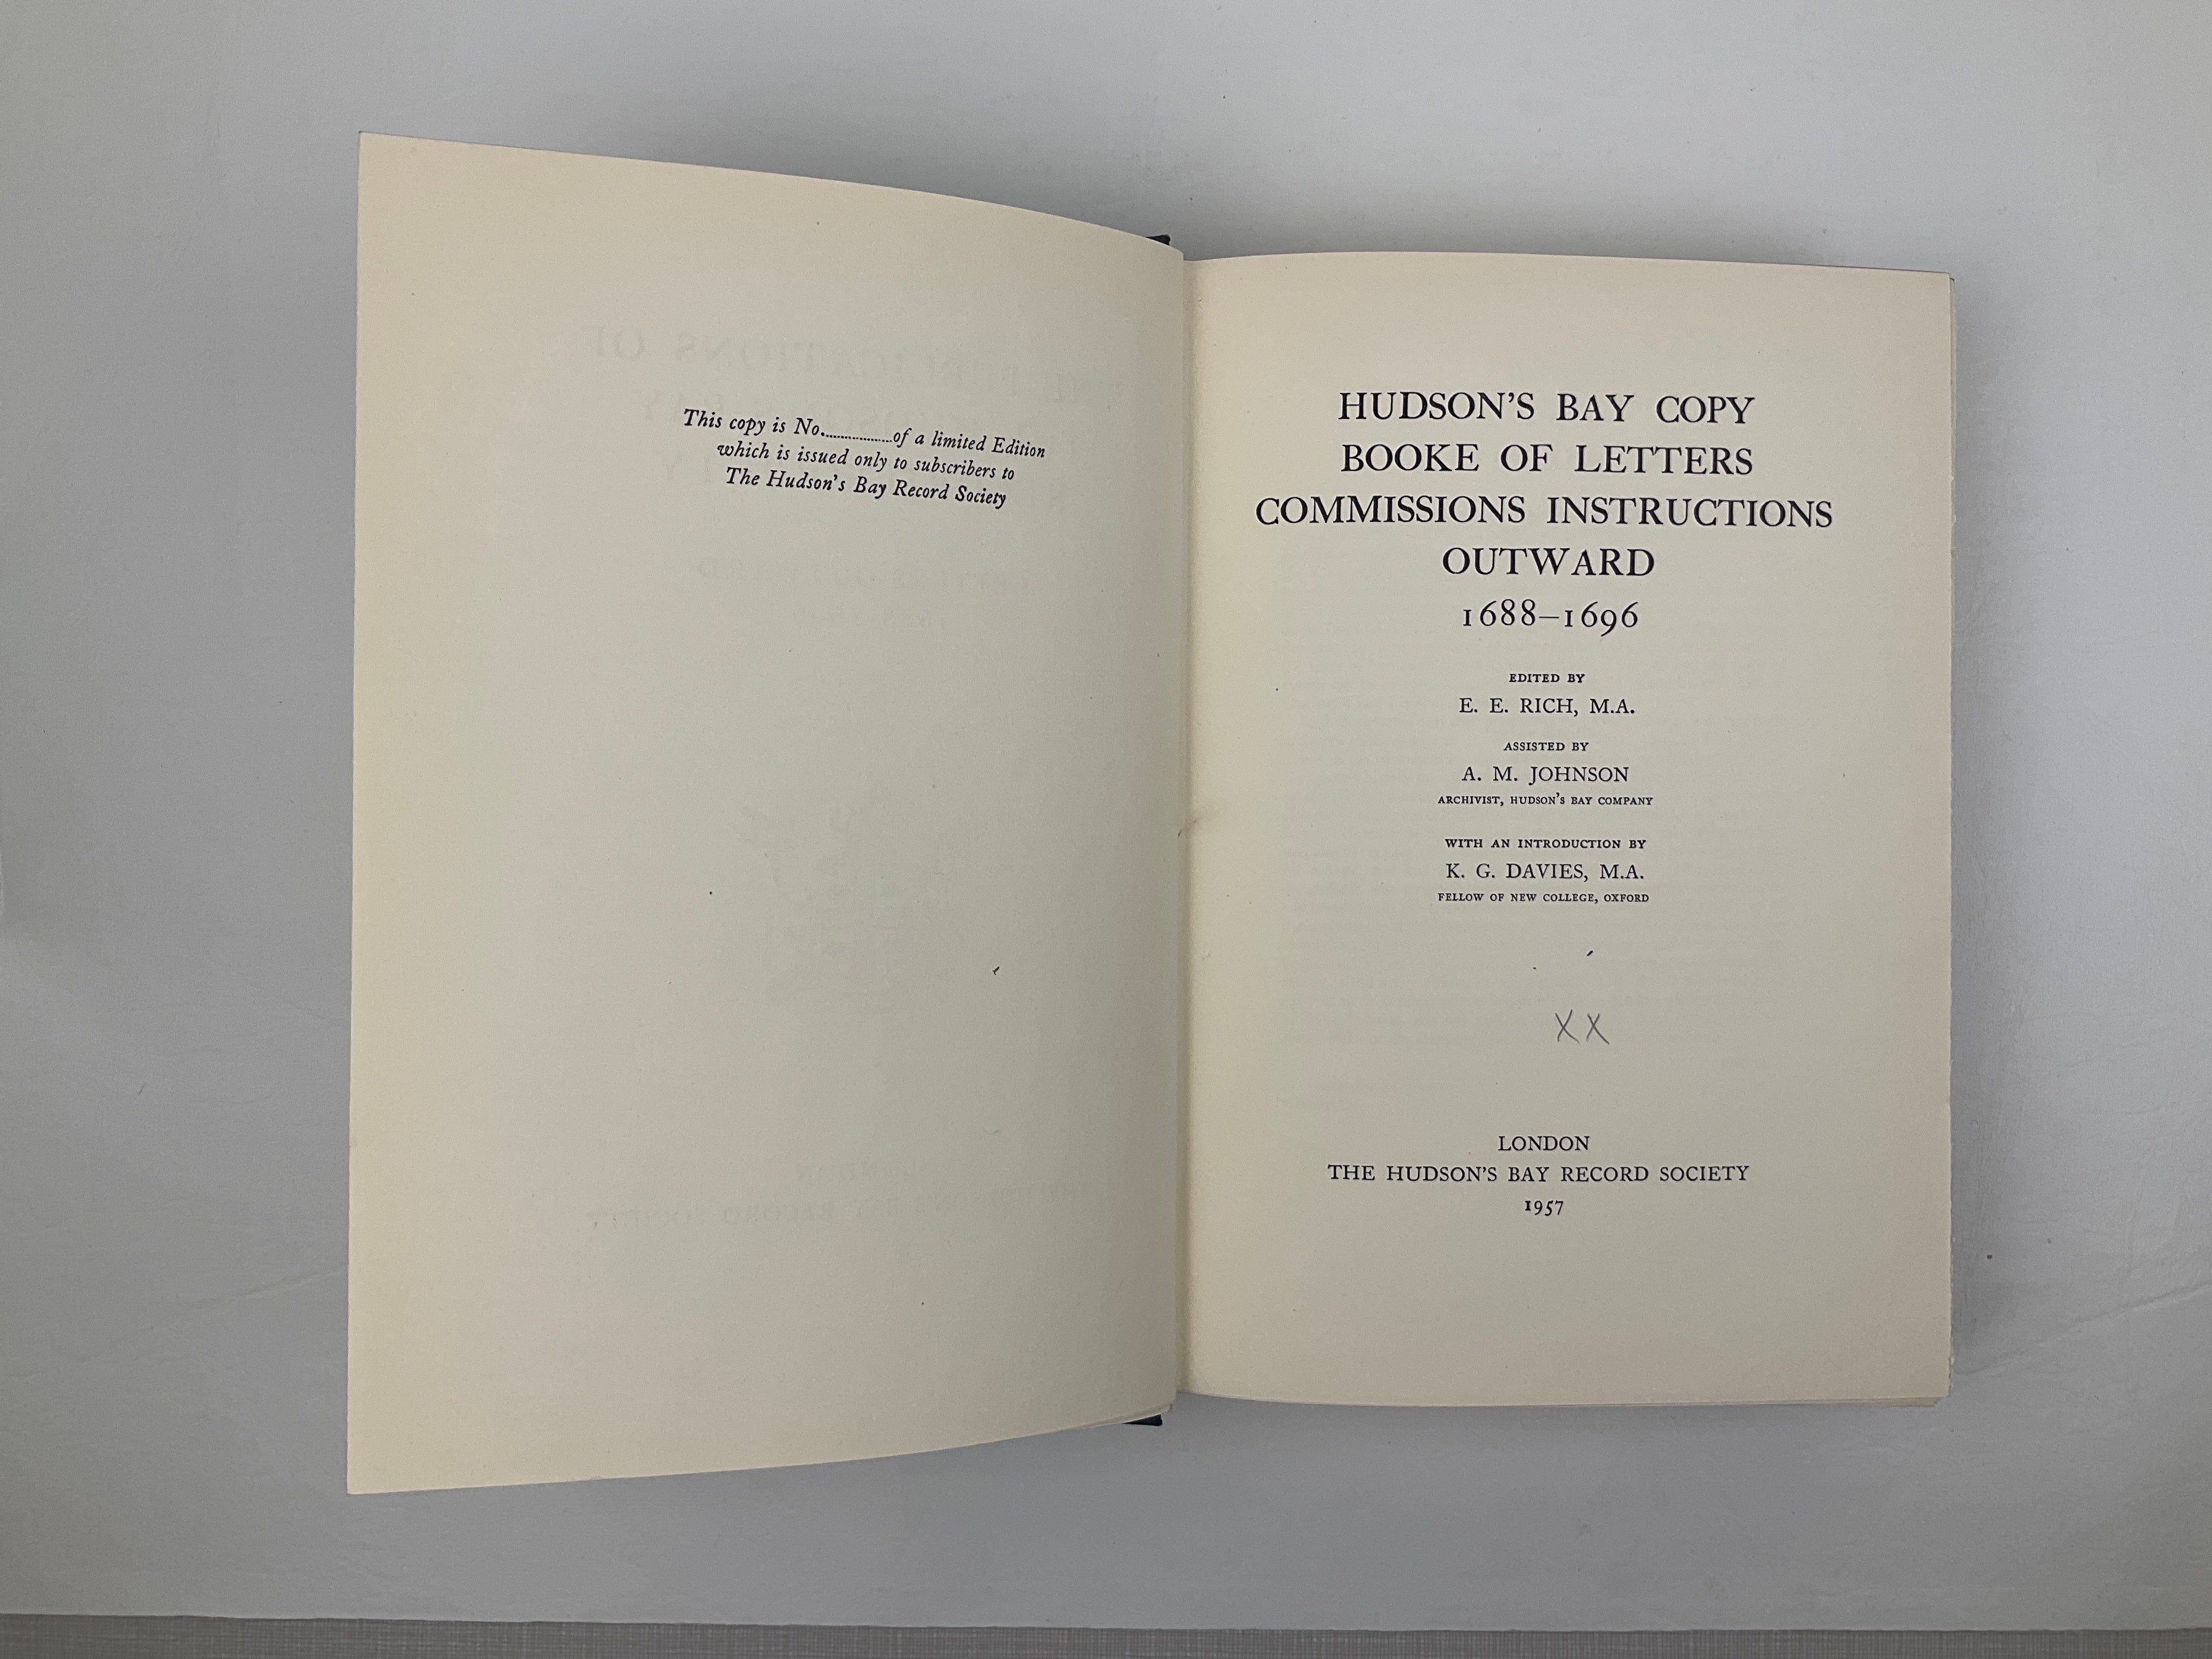 This copy is No..................of a limited Edition
which is issued only to subscribers to
The Hudson's Bay Record Society
HUDSON'S BAY COPY
BOOKE OF LETTERS
COMMISSIONS INSTRUCTIONS
OUTWARD
1688–1696
EDITED BY
E. E. RICH, M.A.
ASSISTED BY
A. M. JOHNSON
ARCHIVIST, HUDSON'S BAY COMPANY
WITH AN INTRODUCTION BY
K. G. DAVIES, M.A.
FELLOW OF NEW COLLEGE, OXFORD
XX
LONDON
THE HUDSON'S BAY RECORD SOCIETY
1957